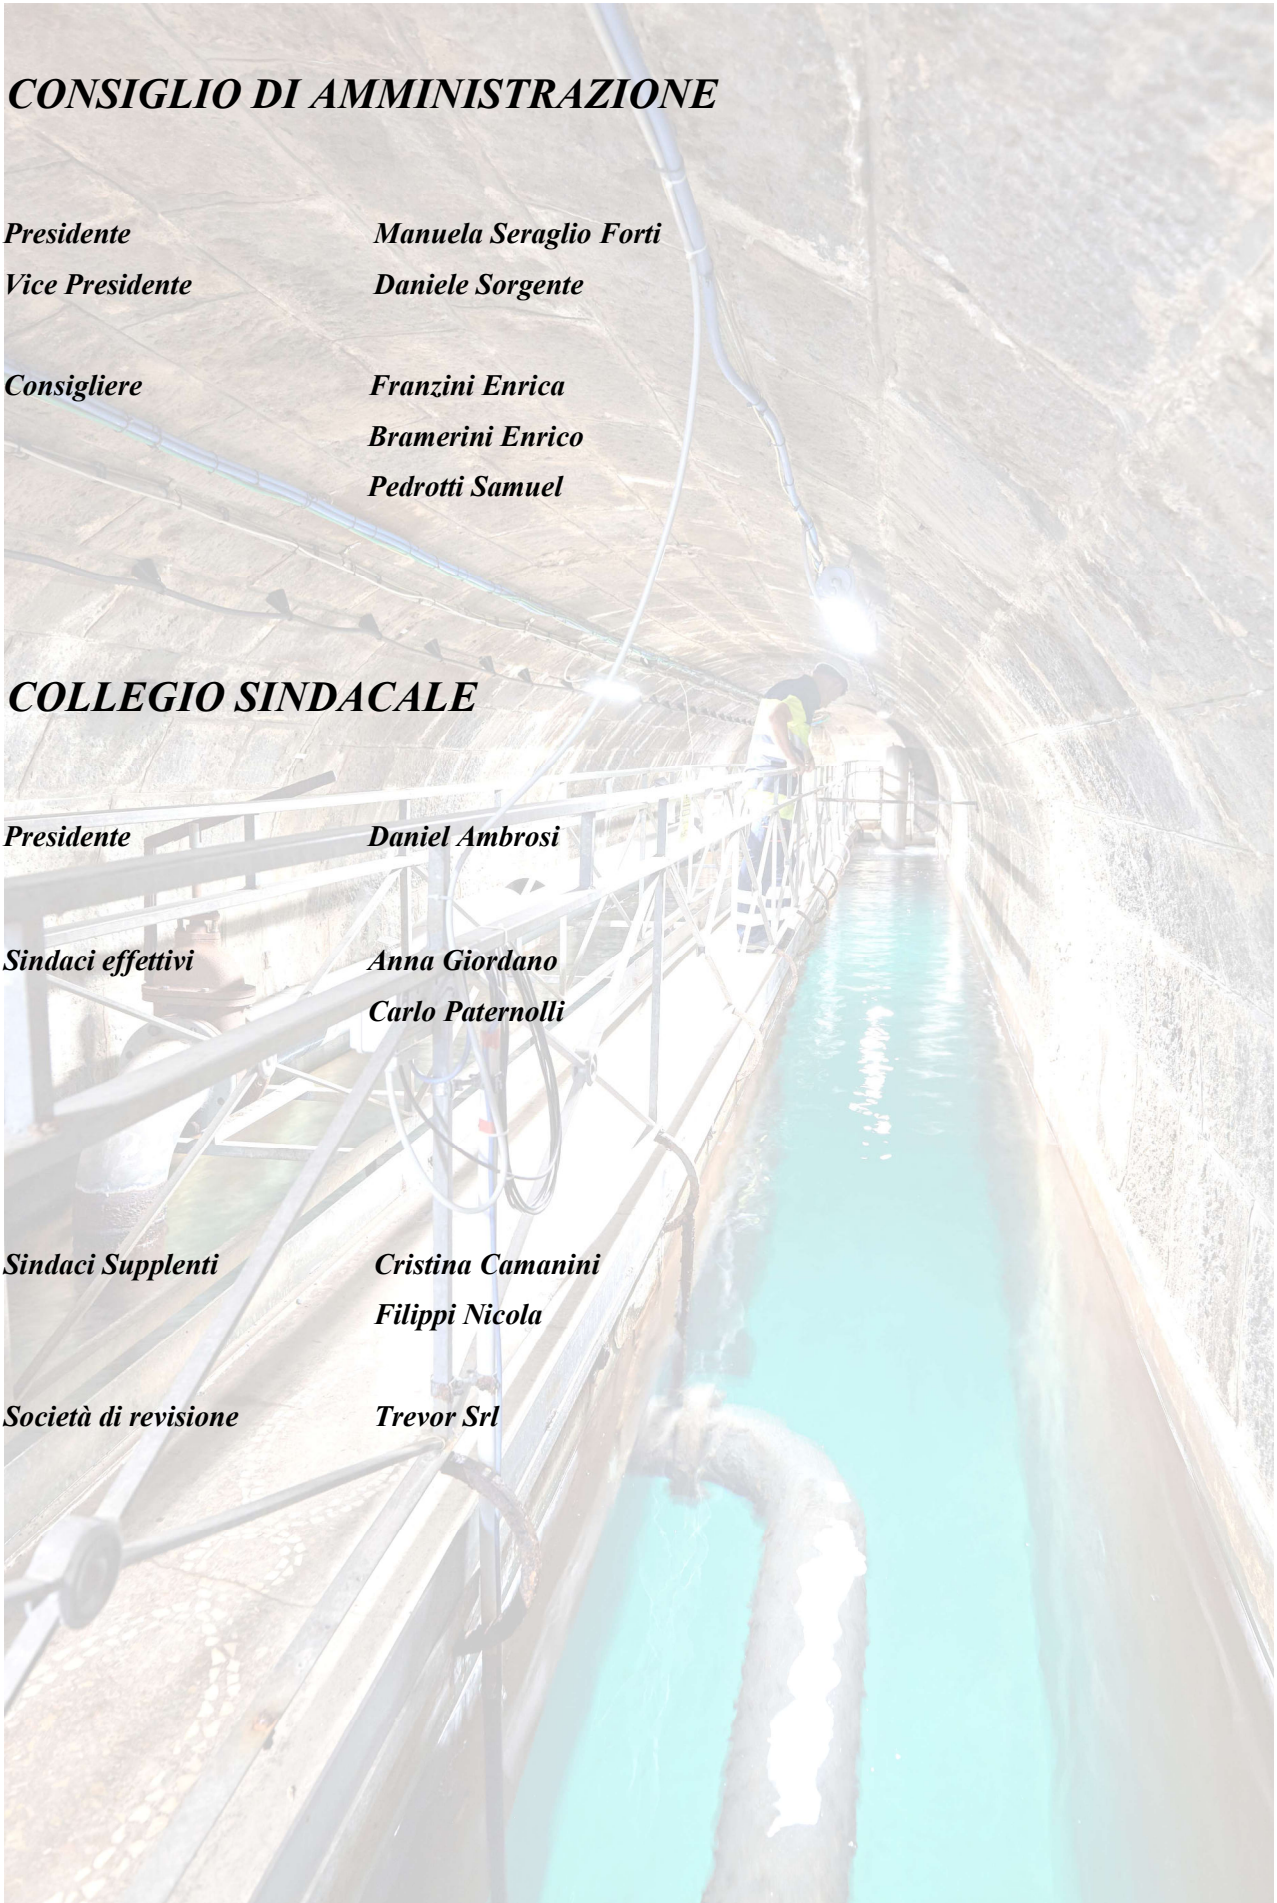 CONSIGLIO DI AMMINISTRAZIONE
Presidente Manuela Seraglio Forti
Vice Presidente Daniele Sorgente
Consigliere Franzini Enrica
Bramerini Enrico
Pedrotti Samuel
COLLEGIO SINDACALE
Presidente Daniel Ambrosi
Sindaci effettivi Anna Giordano
Carlo Paternolli
Sindaci Supplenti Cristina Camanini
Filippi Nicola
Società di revisione Trevor Srl